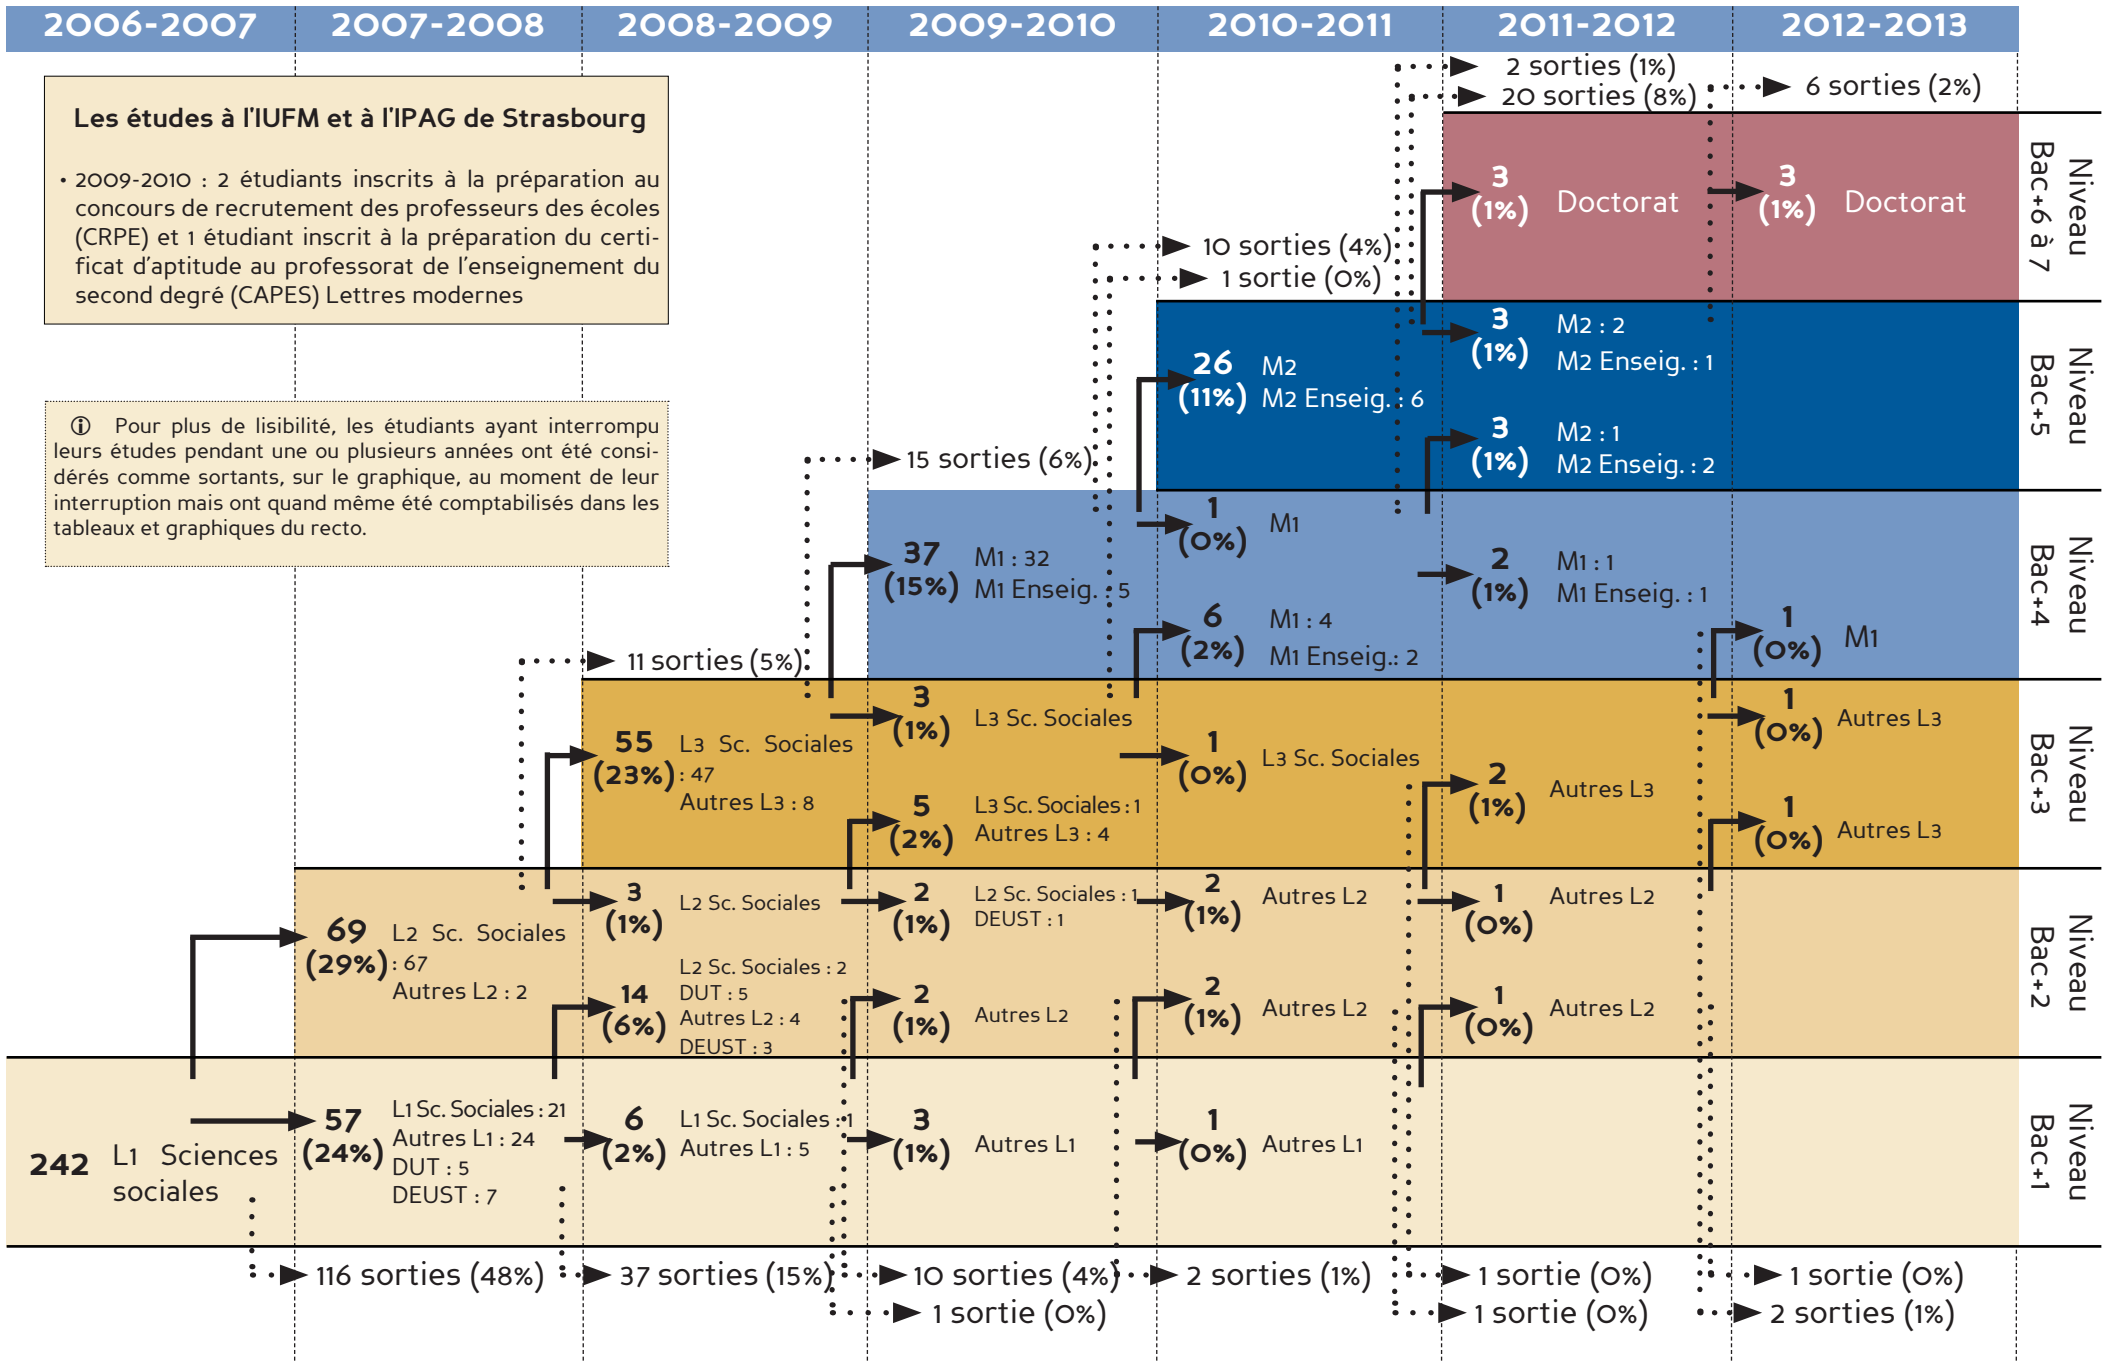 2006-2007 2007-2008 2008-2009 2009-2010 2010-2011 2011-2012 2012-2013
Les études à l'IUFM et à l'IPAG de Strasbourg
• 2009-2010 : 2 étudiants inscrits à la préparation au
concours de recrutement des professeurs des écoles
(CRPE) et 1 étudiant inscrit à la préparation du certi-
ficat d'aptitude au professorat de l'enseignement du
second degré (CAPES) Lettres modernes
ⓘ Pour plus de lisibilité, les étudiants ayant interrompu
leurs études pendant une ou plusieurs années ont été consi-
dérés comme sortants, sur le graphique, au moment de leur
interruption mais ont quand même été comptabilisés dans les
tableaux et graphiques du recto.
2 sorties (1%)
20 sorties (8%)
6 sorties (2%)
3
(1%)
Doctorat
3
(1%)
Doctorat
Niveau
Bac+6 à 7
10 sorties (4%)
1 sortie (0%)
26
(11%)
M2
M2 Enseig. : 6
3
(1%)
M2 : 2
M2 Enseig. : 1
3
(1%)
M2 : 1
M2 Enseig. : 2
Niveau
Bac+5
15 sorties (6%)
37
(15%)
M1 : 32
M1 Enseig. : 5
1
(0%)
M1
6
(2%)
M1 : 4
M1 Enseig.: 2
2
(1%)
M1 : 1
M1 Enseig. : 1
1
(0%)
M1
Niveau
Bac+4
11 sorties (5%)
55
(23%)
L3 Sc. Sociales
: 47
Autres L3 : 8
3
(1%)
L3 Sc. Sociales
5
(2%)
L3 Sc. Sociales : 1
Autres L3 : 4
1
(0%)
L3 Sc. Sociales
2
(1%)
Autres L3
1
(0%)
Autres L3
1
(0%)
Autres L3
Niveau
Bac+3
69
(29%)
L2 Sc. Sociales
: 67
Autres L2 : 2
3
(1%)
L2 Sc. Sociales
14
(6%)
L2 Sc. Sociales : 2
DUT : 5
Autres L2 : 4
DEUST : 3
2
(1%)
L2 Sc. Sociales : 1
DEUST : 1
2
(1%)
Autres L2
2
(1%)
Autres L2
2
(1%)
Autres L2
1
(0%)
Autres L2
1
(0%)
Autres L2
Niveau
Bac+2
242
L1 Sciences
sociales
57
(24%)
L1 Sc. Sociales : 21
Autres L1 : 24
DUT : 5
DEUST : 7
6
(2%)
L1 Sc. Sociales : 1
Autres L1 : 5
3
(1%)
Autres L1
1
(0%)
Autres L1
Niveau
Bac+1
116 sorties (48%)
37 sorties (15%)
10 sorties (4%)
1 sortie (0%)
2 sorties (1%)
1 sortie (0%)
1 sortie (0%)
1 sortie (0%)
2 sorties (1%)